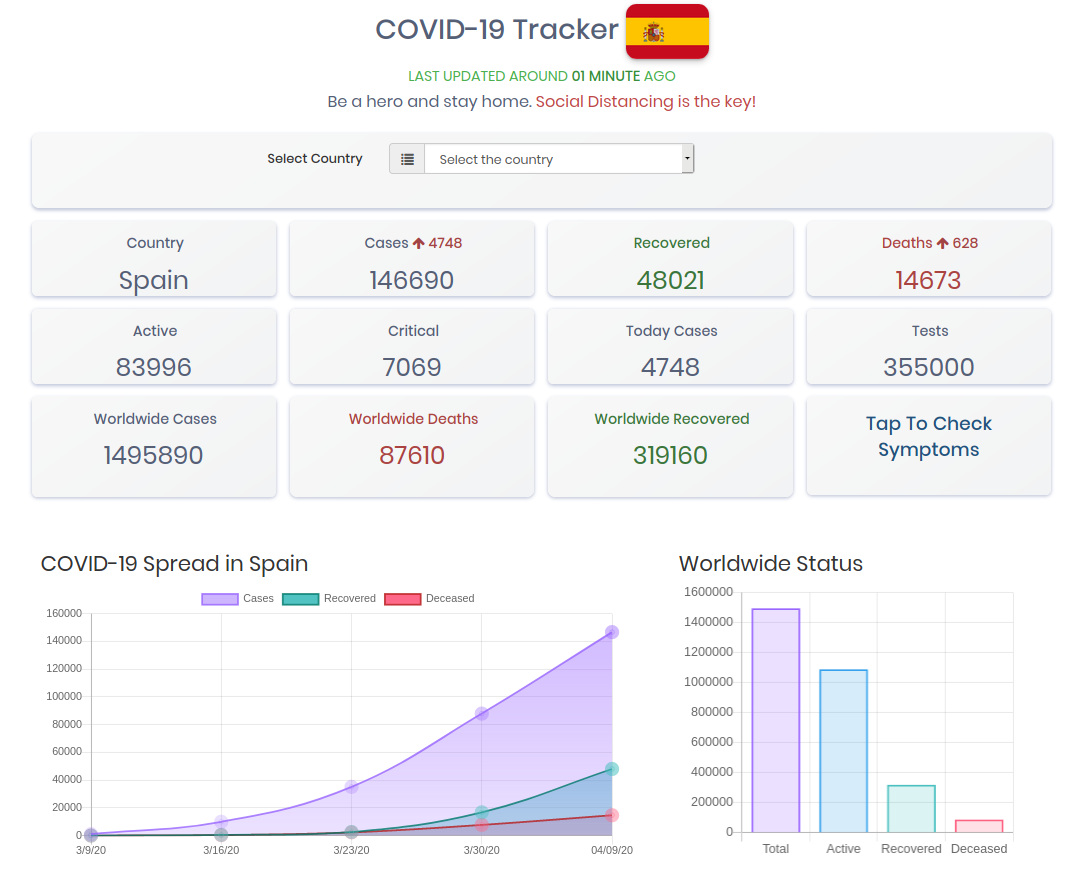 COVID-19 Tracker
LAST UPDATED AROUND 01 MINUTE AGO
Be a hero and stay home. Social Distancing is the key!
Select Country
Select the country
Country
Spain
Cases 4748
146690
Recovered
48021
Deaths 628
14673
Active
83996
Critical
7069
Today Cases
4748
Tests
355000
Worldwide Cases
1495890
Worldwide Deaths
87610
Worldwide Recovered
319160
Tap To Check
Symptoms
COVID-19 Spread in Spain
Cases Recovered Deceased
160000
140000
120000
100000
80000
60000
40000
20000
0
3/9/20 3/16/20 3/23/20 3/30/20 04/09/20
Worldwide Status
1600000
1400000
1200000
1000000
800000
600000
400000
200000
0
Total Active Recovered Deceased